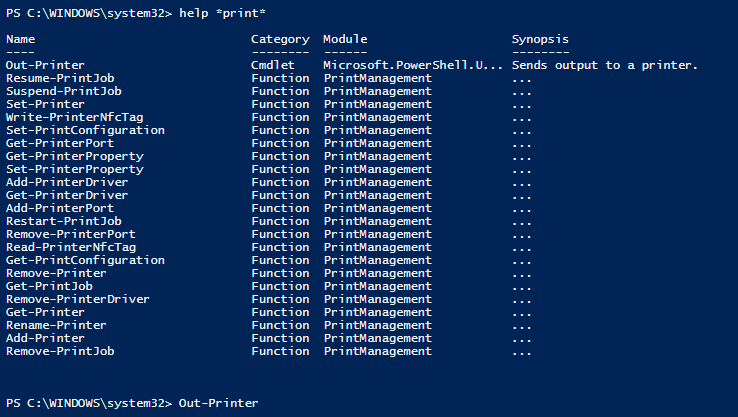 PS C:\WINDOWS\system32> help *print*
Name Category Module Synopsis
---- -------- ------ --------
Out-Printer Cmdlet Microsoft.PowerShell.U... Sends output to a printer.
Resume-PrintJob Function PrintManagement ...
Suspend-PrintJob Function PrintManagement ...
Set-Printer Function PrintManagement ...
Write-PrinterNfcTag Function PrintManagement ...
Set-PrintConfiguration Function PrintManagement ...
Get-PrinterPort Function PrintManagement ...
Get-PrinterProperty Function PrintManagement ...
Set-PrinterProperty Function PrintManagement ...
Add-PrinterDriver Function PrintManagement ...
Get-PrinterDriver Function PrintManagement ...
Add-PrinterPort Function PrintManagement ...
Restart-PrintJob Function PrintManagement ...
Remove-PrinterPort Function PrintManagement ...
Read-PrinterNfcTag Function PrintManagement ...
Get-PrintConfiguration Function PrintManagement ...
Remove-Printer Function PrintManagement ...
Get-PrintJob Function PrintManagement ...
Remove-PrinterDriver Function PrintManagement ...
Get-Printer Function PrintManagement ...
Rename-Printer Function PrintManagement ...
Add-Printer Function PrintManagement ...
Remove-PrintJob Function PrintManagement ...
PS C:\WINDOWS\system32> Out-Printer